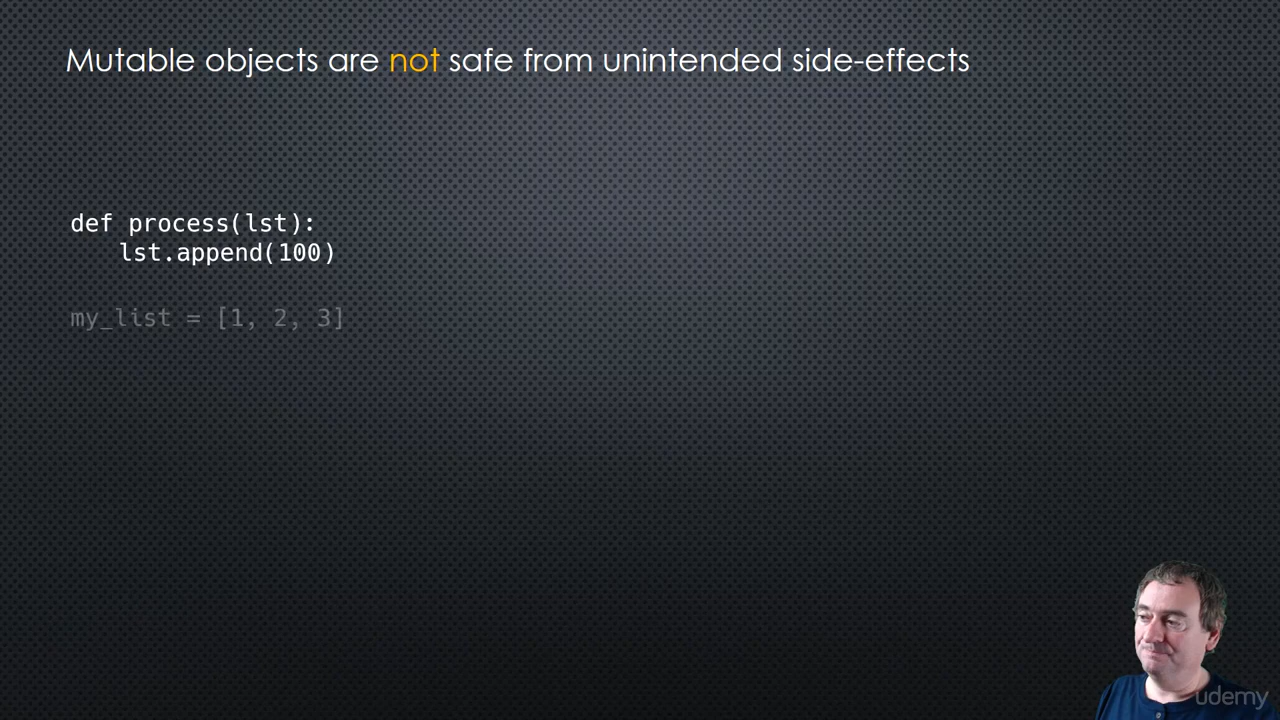 Mutable objects are not safe from unintended side-effects
def process(lst):
    lst.append(100)
my_list = [1, 2, 3]
udemy